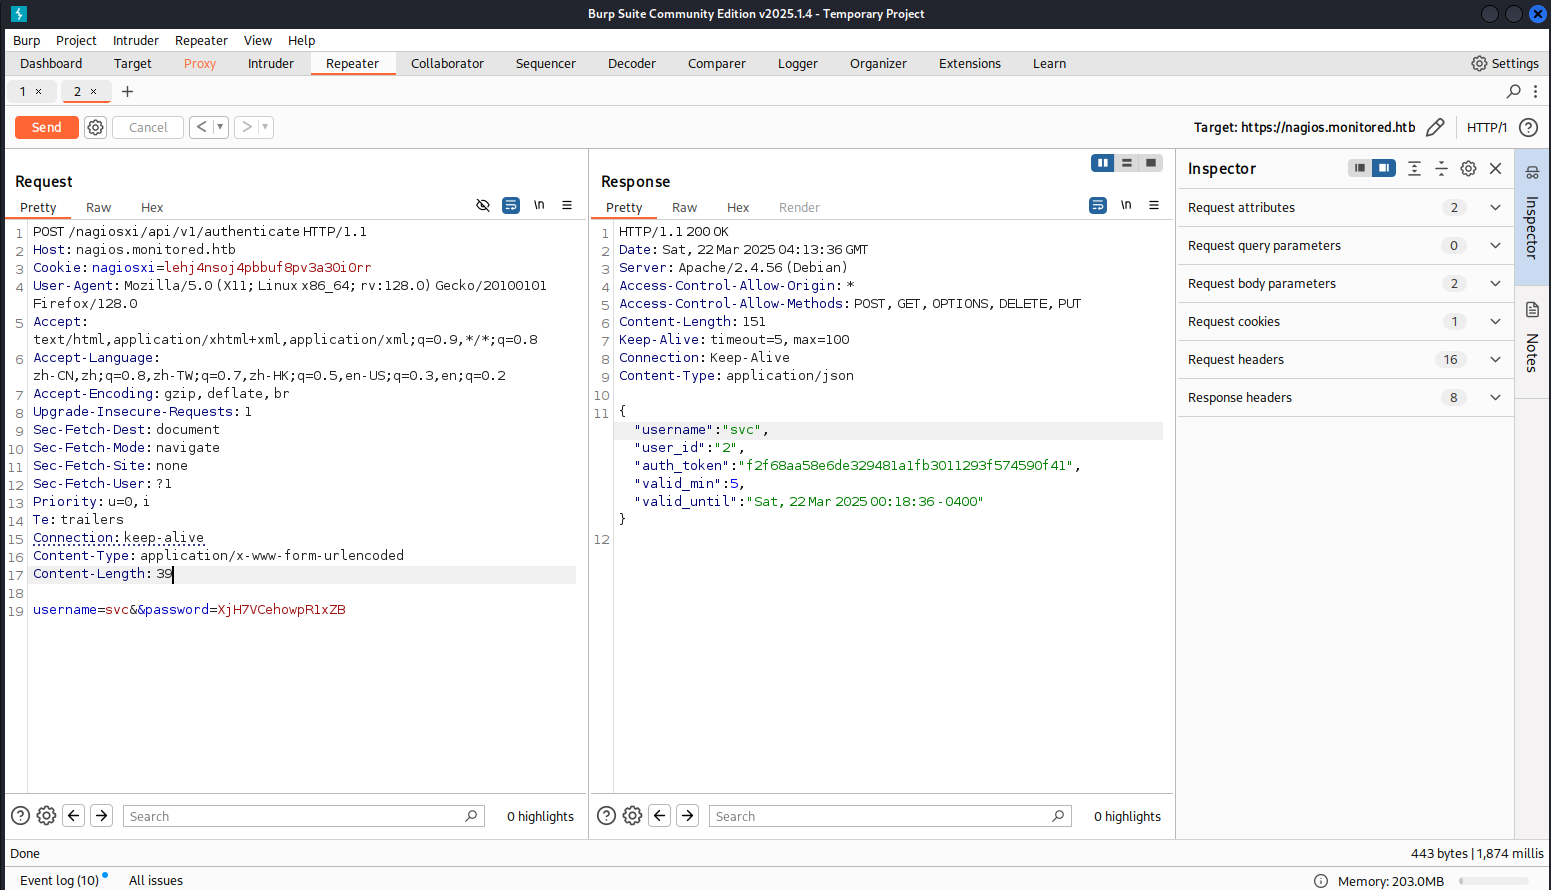 Burp Suite Community Edition v2025.1.4 - Temporary Project
Burp Project Intruder Repeater View Help
Dashboard Target Proxy Intruder Repeater Collaborator Sequencer Decoder Comparer Logger Organizer Extensions Learn Settings
1 × 2 × +
Send Cancel < >
Target: https://nagios.monitored.htb HTTP/1 ?
Request
Pretty Raw Hex \n
1 POST /nagiosxi/api/v1/authenticate HTTP/1.1
2 Host: nagios.monitored.htb
3 Cookie: nagiosxi=lehj4nsoj4pbbuf8pv3a30i0rr
4 User-Agent: Mozilla/5.0 (X11; Linux x86_64; rv:128.0) Gecko/20100101
Firefox/128.0
5 Accept:
text/html,application/xhtml+xml,application/xml;q=0.9,*/*;q=0.8
6 Accept-Language:
zh-CN,zh;q=0.8,zh-TW;q=0.7,zh-HK;q=0.5,en-US;q=0.3,en;q=0.2
7 Accept-Encoding: gzip, deflate, br
8 Upgrade-Insecure-Requests: 1
9 Sec-Fetch-Dest: document
10 Sec-Fetch-Mode: navigate
11 Sec-Fetch-Site: none
12 Sec-Fetch-User: ?1
13 Priority: u=0, i
14 Te: trailers
15 Connection: keep-alive
16 Content-Type: application/x-www-form-urlencoded
17 Content-Length: 39
18
19 username=svc&&password=XjH7VCehowpR1xZB
? Search 0 highlights
Response
Pretty Raw Hex Render \n
1 HTTP/1.1 200 OK
2 Date: Sat, 22 Mar 2025 04:13:36 GMT
3 Server: Apache/2.4.56 (Debian)
4 Access-Control-Allow-Origin: *
5 Access-Control-Allow-Methods: POST, GET, OPTIONS, DELETE, PUT
6 Content-Length: 151
7 Keep-Alive: timeout=5, max=100
8 Connection: Keep-Alive
9 Content-Type: application/json
10
11 {
"username":"svc",
"user_id":"2",
"auth_token":"f2f68aa58e6de329481a1fb3011293f574590f41",
"valid_min":5,
"valid_until":"Sat, 22 Mar 2025 00:18:36 -0400"
}
12
? Search 0 highlights
Inspector
Request attributes 2
Request query parameters 0
Request body parameters 2
Request cookies 1
Request headers 16
Response headers 8
Inspector
Notes
Done 443 bytes | 1,874 millis
Event log (10) All issues Memory: 203.0MB